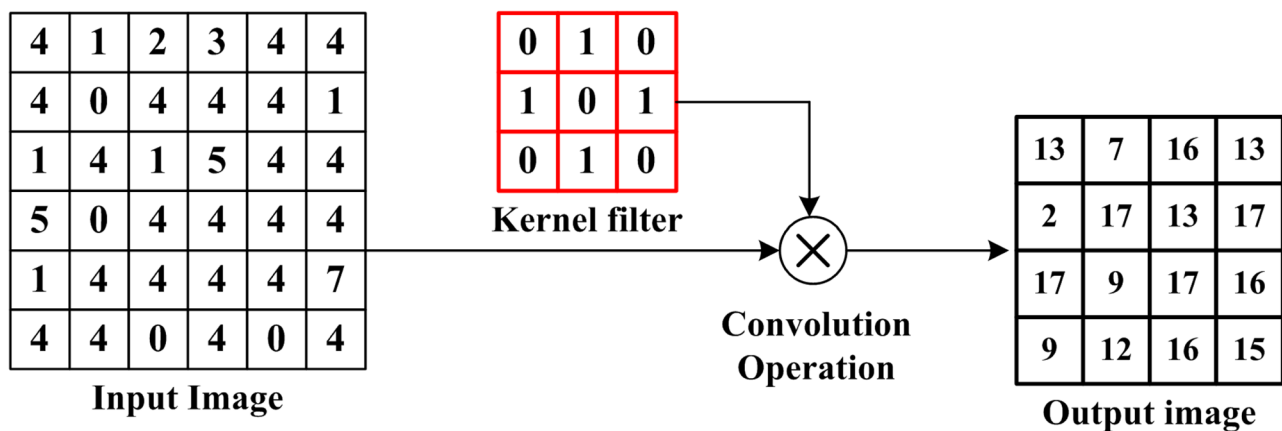 4 1 2 3 4 4
4 0 4 4 4 1
1 4 1 5 4 4
5 0 4 4 4 4
1 4 4 4 4 7
4 4 0 4 0 4
Input Image
0 1 0
1 0 1
0 1 0
Kernel filter
Convolution
Operation
13 7 16 13
2 17 13 17
17 9 17 16
9 12 16 15
Output image